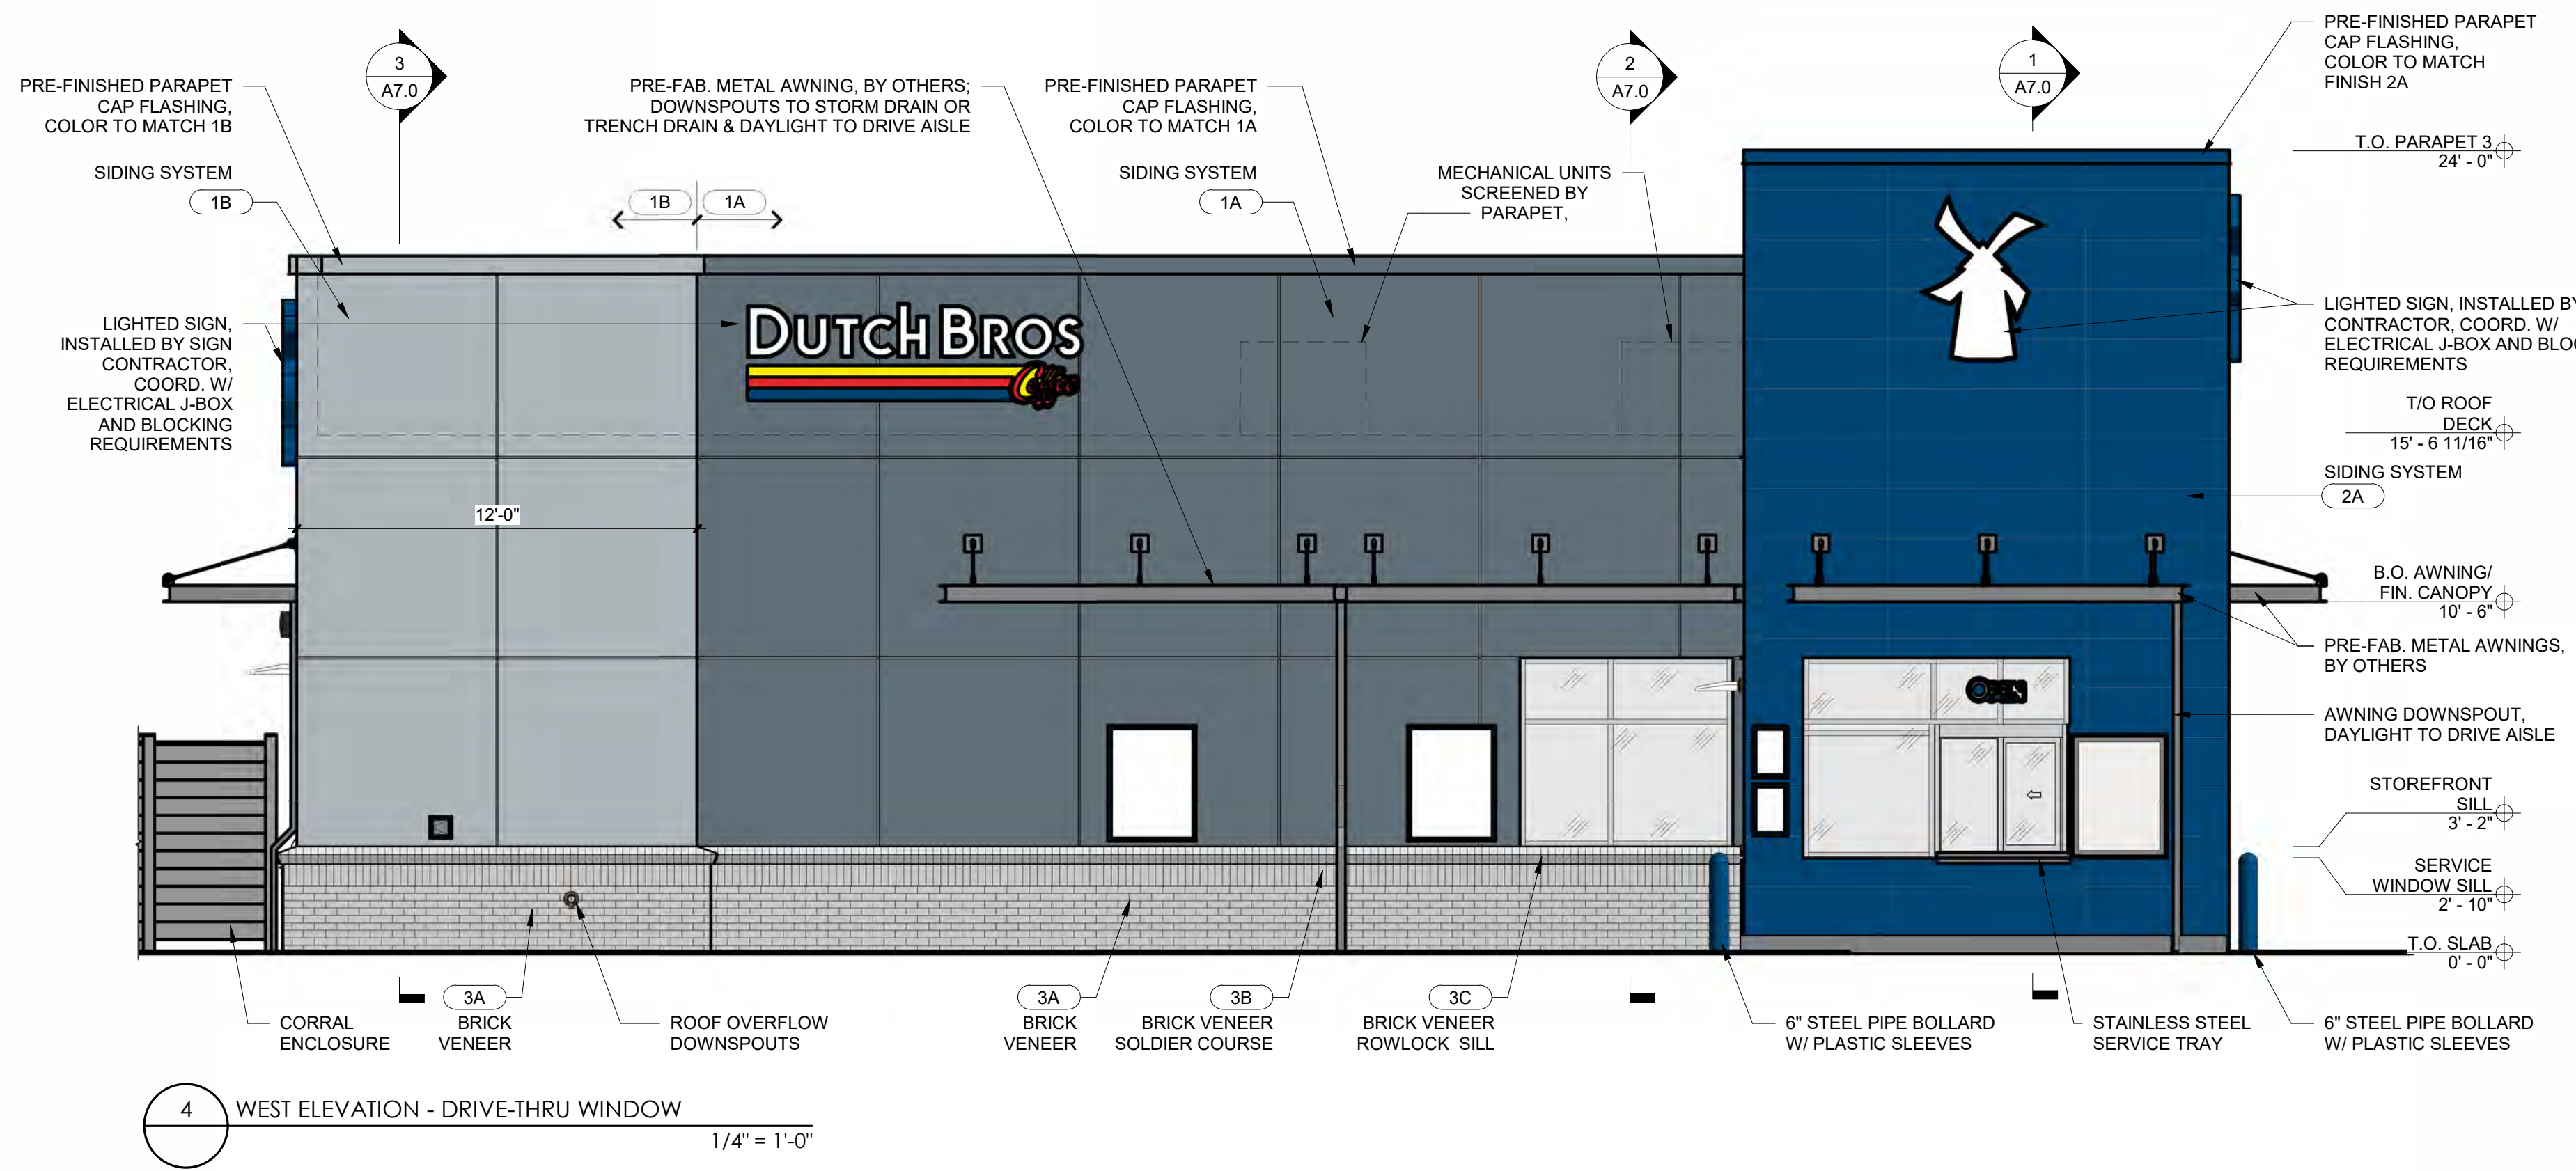 PRE-FINISHED PARAPET
CAP FLASHING,
COLOR TO MATCH 1B
SIDING SYSTEM
1B
LIGHTED SIGN,
INSTALLED BY SIGN
CONTRACTOR,
COORD. W/
ELECTRICAL J-BOX
AND BLOCKING
REQUIREMENTS
3
A7.0
PRE-FAB. METAL AWNING, BY OTHERS;
DOWNSPOUTS TO STORM DRAIN OR
TRENCH DRAIN & DAYLIGHT TO DRIVE AISLE
1B
1A
PRE-FINISHED PARAPET
CAP FLASHING,
COLOR TO MATCH 1A
SIDING SYSTEM
1A
2
A7.0
MECHANICAL UNITS
SCREENED BY
PARAPET,
1
A7.0
PRE-FINISHED PARAPET
CAP FLASHING,
COLOR TO MATCH
FINISH 2A
T.O. PARAPET 3
24' - 0"
LIGHTED SIGN, INSTALLED BY
CONTRACTOR, COORD. W/
ELECTRICAL J-BOX AND BLO
REQUIREMENTS
T/O ROOF
DECK
15' - 6 11/16"
SIDING SYSTEM
2A
B.O. AWNING/
FIN. CANOPY
10' - 6"
PRE-FAB. METAL AWNINGS,
BY OTHERS
AWNING DOWNSPOUT,
DAYLIGHT TO DRIVE AISLE
STOREFRONT
SILL
3' - 2"
SERVICE
WINDOW SILL
2' - 10"
T.O. SLAB
0' - 0"
DUTCH BROS
12'-0"
OPEN
CORRAL
ENCLOSURE
3A
BRICK
VENEER
ROOF OVERFLOW
DOWNSPOUTS
3A
BRICK
VENEER
3B
BRICK VENEER
SOLDIER COURSE
3C
BRICK VENEER
ROWLOCK SILL
6" STEEL PIPE BOLLARD
W/ PLASTIC SLEEVES
STAINLESS STEEL
SERVICE TRAY
6" STEEL PIPE BOLLARD
W/ PLASTIC SLEEVES
4
WEST ELEVATION - DRIVE-THRU WINDOW
1/4" = 1'-0"